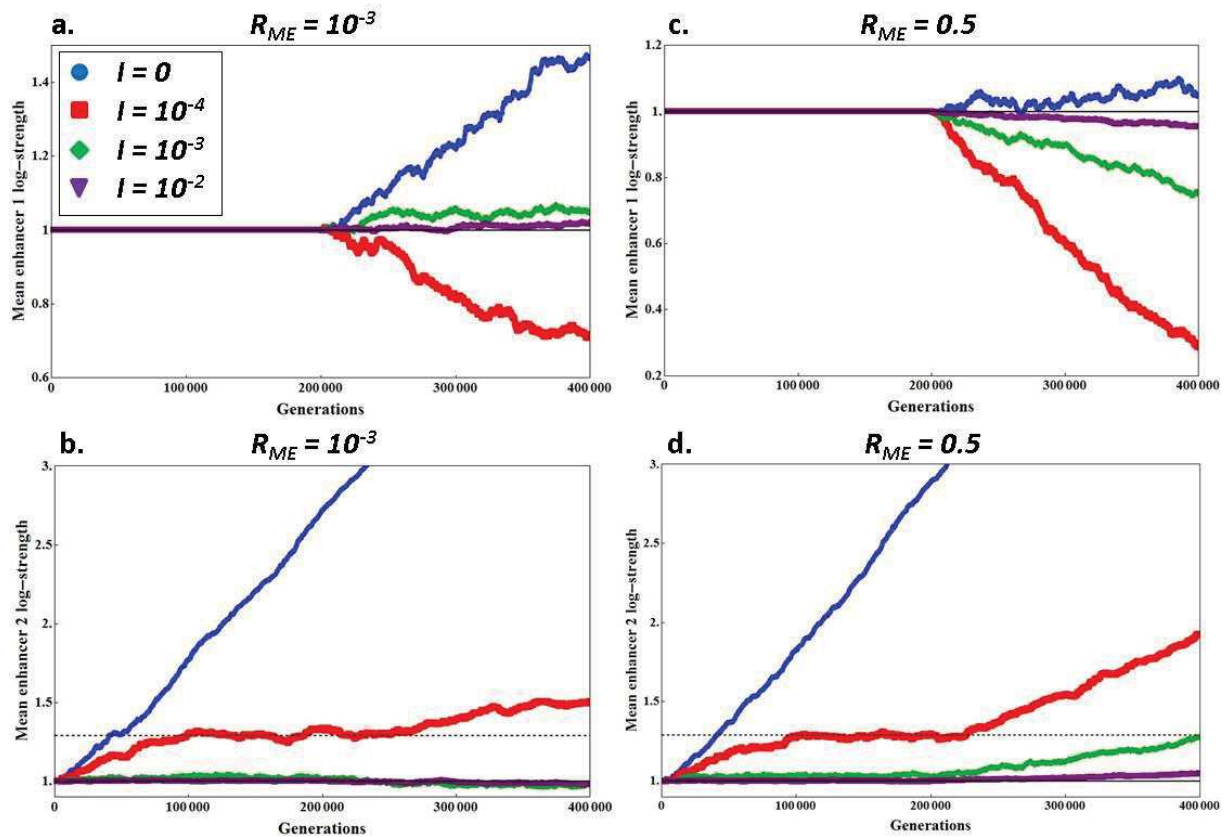 a.
R_ME = 10^-3
Mean enhancer 1 log-strength
1.4
1.2
1
0.8
0.6
I = 0
I = 10^-4
I = 10^-3
I = 10^-2
0
100 000
200 000
300 000
400 000
Generations
c.
R_ME = 0.5
Mean enhancer 1 log-strength
1.2
1
0.8
0.6
0.4
0.2
0
100 000
200 000
300 000
400 000
Generations
b.
R_ME = 10^-3
Mean enhancer 2 log-strength
3.
2.5
2.
1.5
1.
0
100 000
200 000
300 000
400 000
Generations
d.
R_ME = 0.5
Mean enhancer 2 log-strength
3.
2.5
2.
1.5
1.
0
100 000
200 000
300 000
400 000
Generations